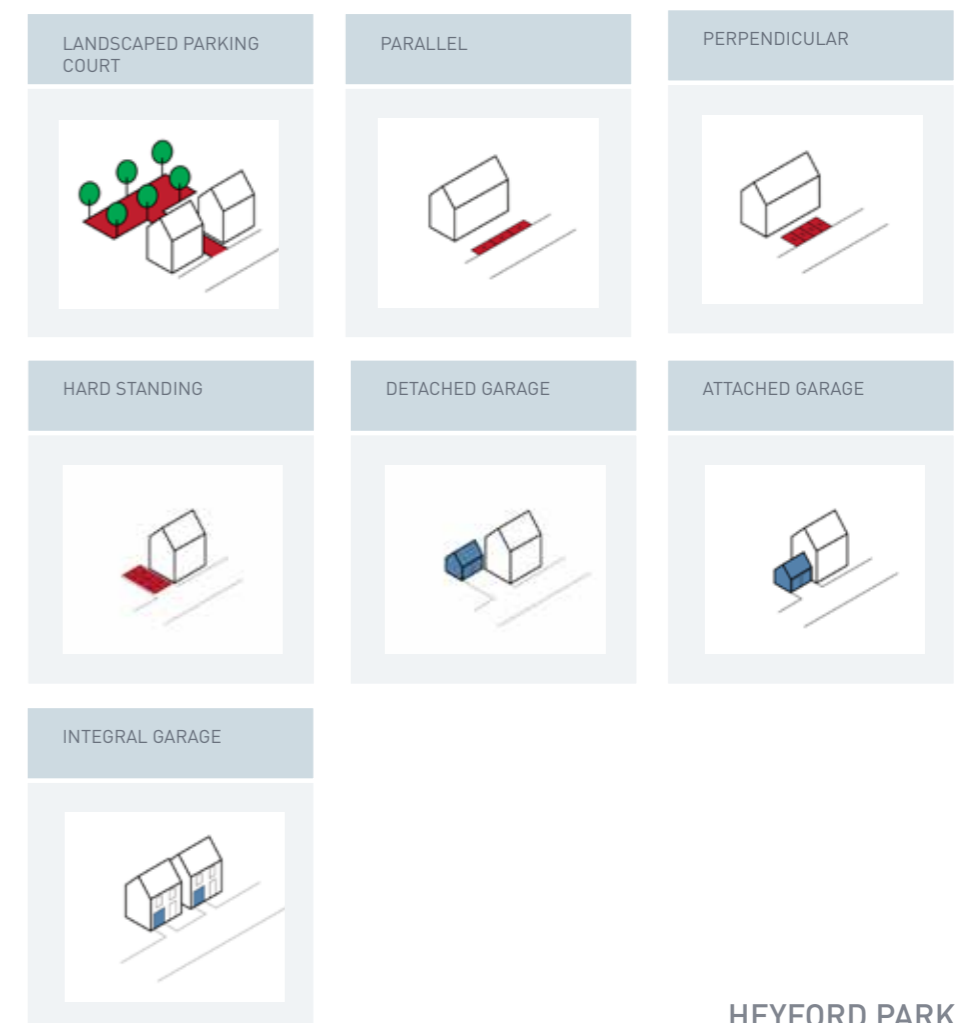 LANDSCAPED PARKING
COURT
PARALLEL
PERPENDICULAR
HARD STANDING
DETACHED GARAGE
ATTACHED GARAGE
INTEGRAL GARAGE
HEYFORD PARK